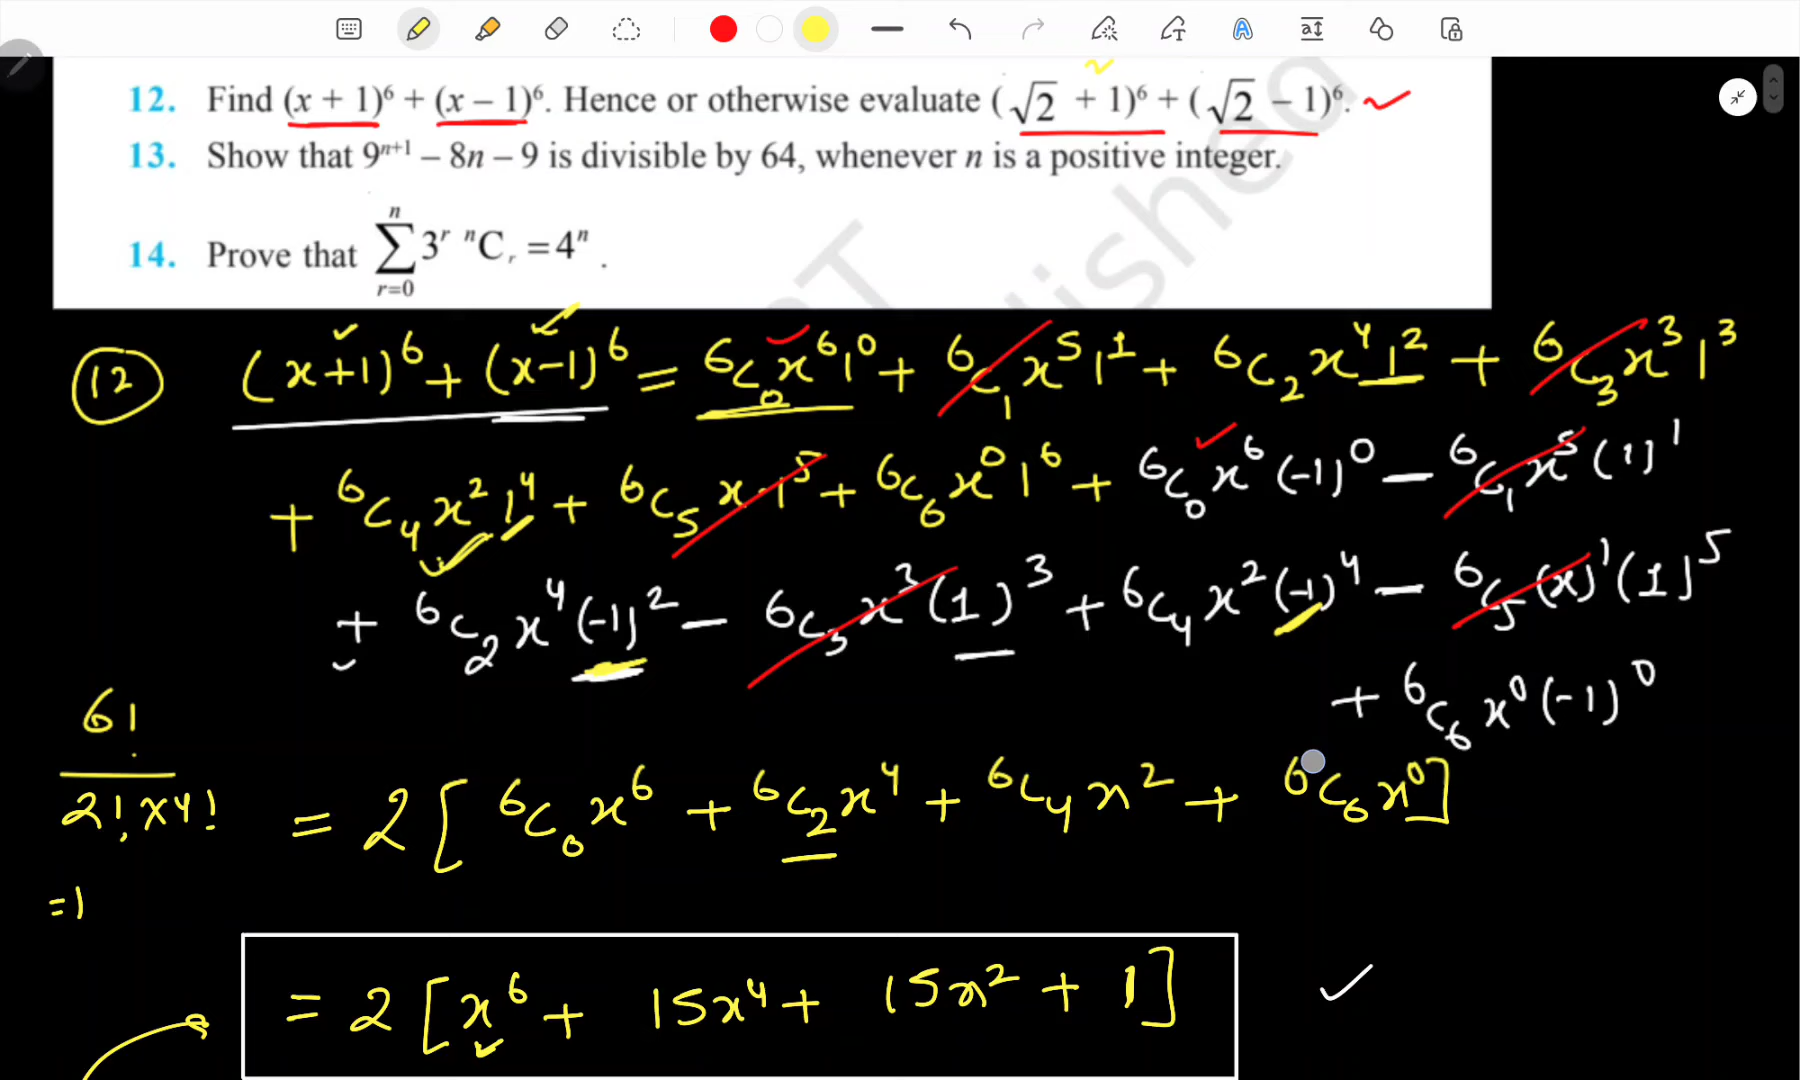 12. Find (x + 1)⁶ + (x – 1)⁶. Hence or otherwise evaluate (√2 + 1)⁶ + (√2 – 1)⁶.
13. Show that 9ⁿ⁺¹ – 8n – 9 is divisible by 64, whenever n is a positive integer.
n
14. Prove that ∑ 3ʳ ⁿCᵣ = 4ⁿ .
r=0
(12) (x+1)⁶ + (x-1)⁶ = ⁶C₀x⁶1⁰ + ⁶C₁x⁵1¹ + ⁶C₂x⁴1² + ⁶C₃x³1³
+ ⁶C₄x²1⁴ + ⁶C₅x·1⁵ + ⁶C₆x⁰1⁶ + ⁶C₀x⁶(-1)⁰ - ⁶C₁x⁵(1)¹
+ ⁶C₂x⁴(-1)² - ⁶C₃x³(1)³ + ⁶C₄x²(-1)⁴ - ⁶C₅(x)¹(1)⁵
+ ⁶C₆x⁰(-1)⁰
6!
2!×4!
= 2[⁶C₀x⁶ + ⁶C₂x⁴ + ⁶C₄x² + ⁶C₆x⁰]
=1
= 2[x⁶ + 15x⁴ + 15x² + 1]